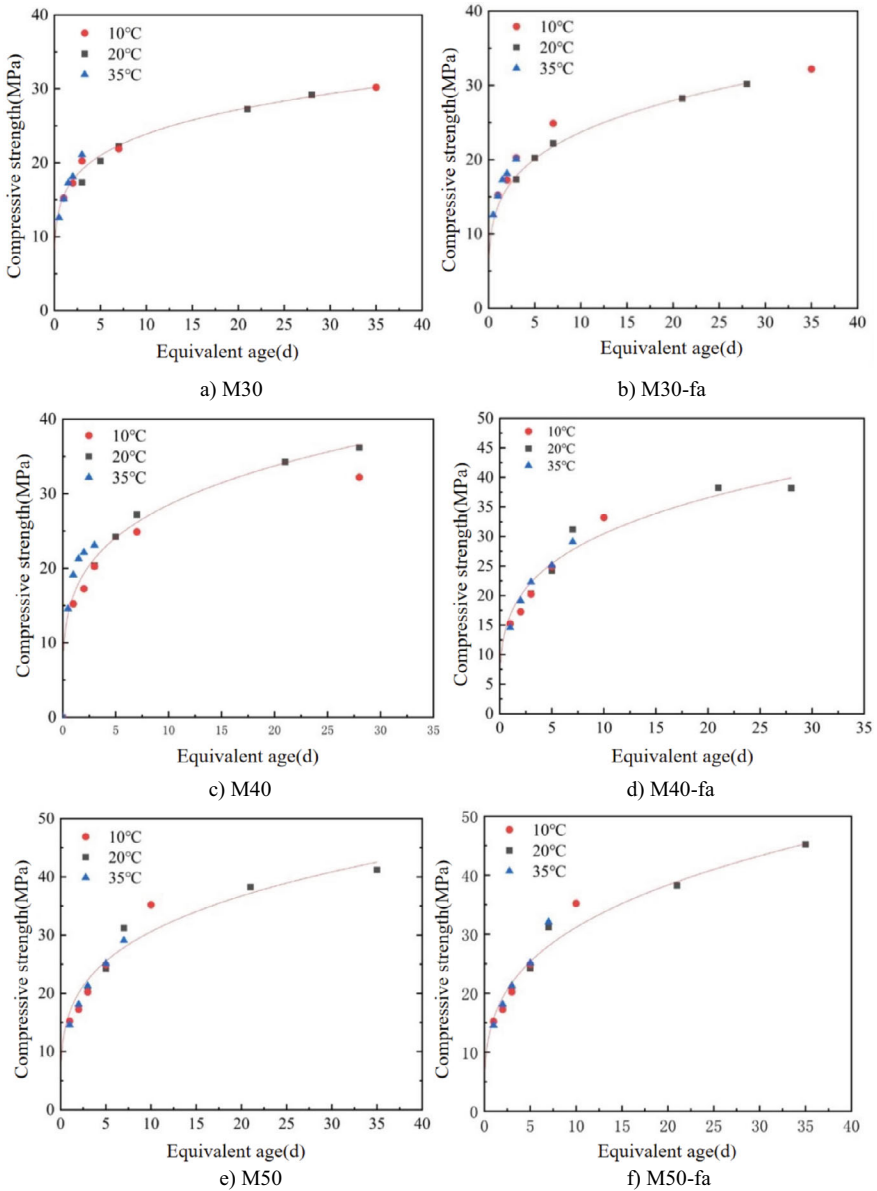 40
30
20
10
0
10℃
20℃
35℃
Compressive strength(MPa)
0 5 10 15 20 25 30 35 40
Equivalent age(d)
a) M30
40
30
20
10
0
10℃
20℃
35℃
Compressive strength(MPa)
0 5 10 15 20 25 30 35 40
Equivalent age(d)
b) M30-fa
40
30
20
10
0
10℃
20℃
35℃
Compressive strength(MPa)
0 5 10 15 20 25 30 35
Equivalent age(d)
c) M40
50
45
40
35
30
25
20
15
10
5
0
10℃
20℃
35℃
Compressive strength(MPa)
0 5 10 15 20 25 30 35
Equivalent age(d)
d) M40-fa
50
40
30
20
10
0
10℃
20℃
35℃
Compressive strength(MPa)
0 5 10 15 20 25 30 35 40
Equivalent age(d)
e) M50
50
40
30
20
10
0
10℃
20℃
35℃
Compressive strength(MPa)
0 5 10 15 20 25 30 35 40
Equivalent age(d)
f) M50-fa